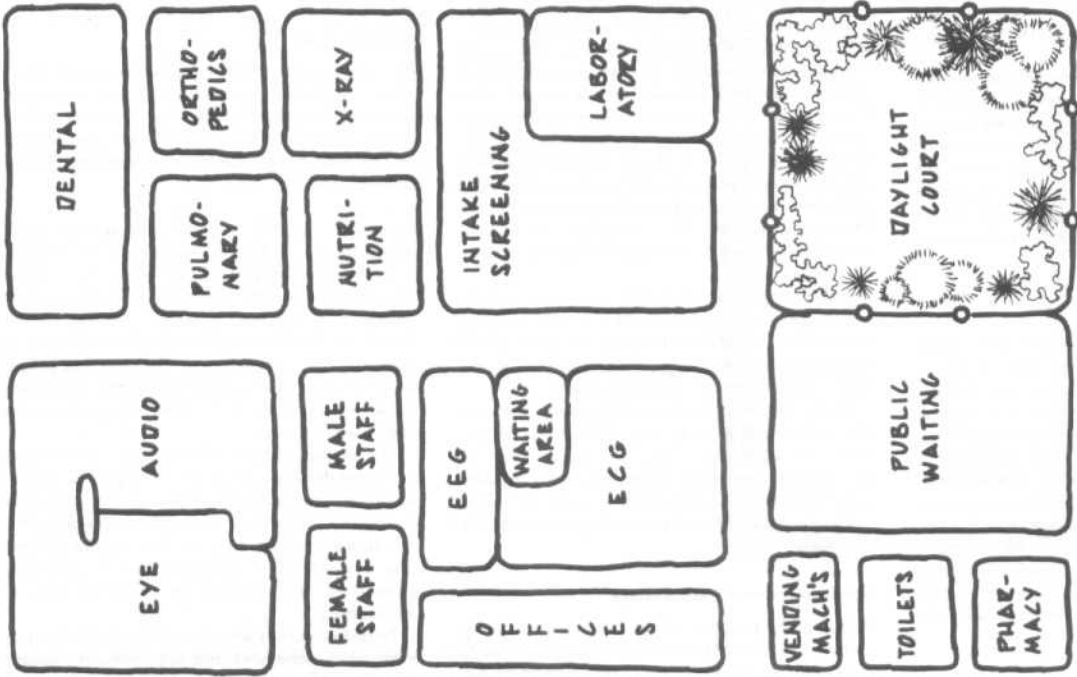 EYE
AUDIO
DENTAL
PULMO-
NARY
ORTHO-
PEDICS
FEMALE
STAFF
MALE
STAFF
NUTRI-
TION
X-RAY
OFFICES
EEG
WAITING
AREA
ECG
INTAKE
SCREENING
LABOR-
ATORY
VENDING
MACH'S
TOILETS
PHAR-
MACY
PUBLIC
WAITING
DAYLIGHT
COURT